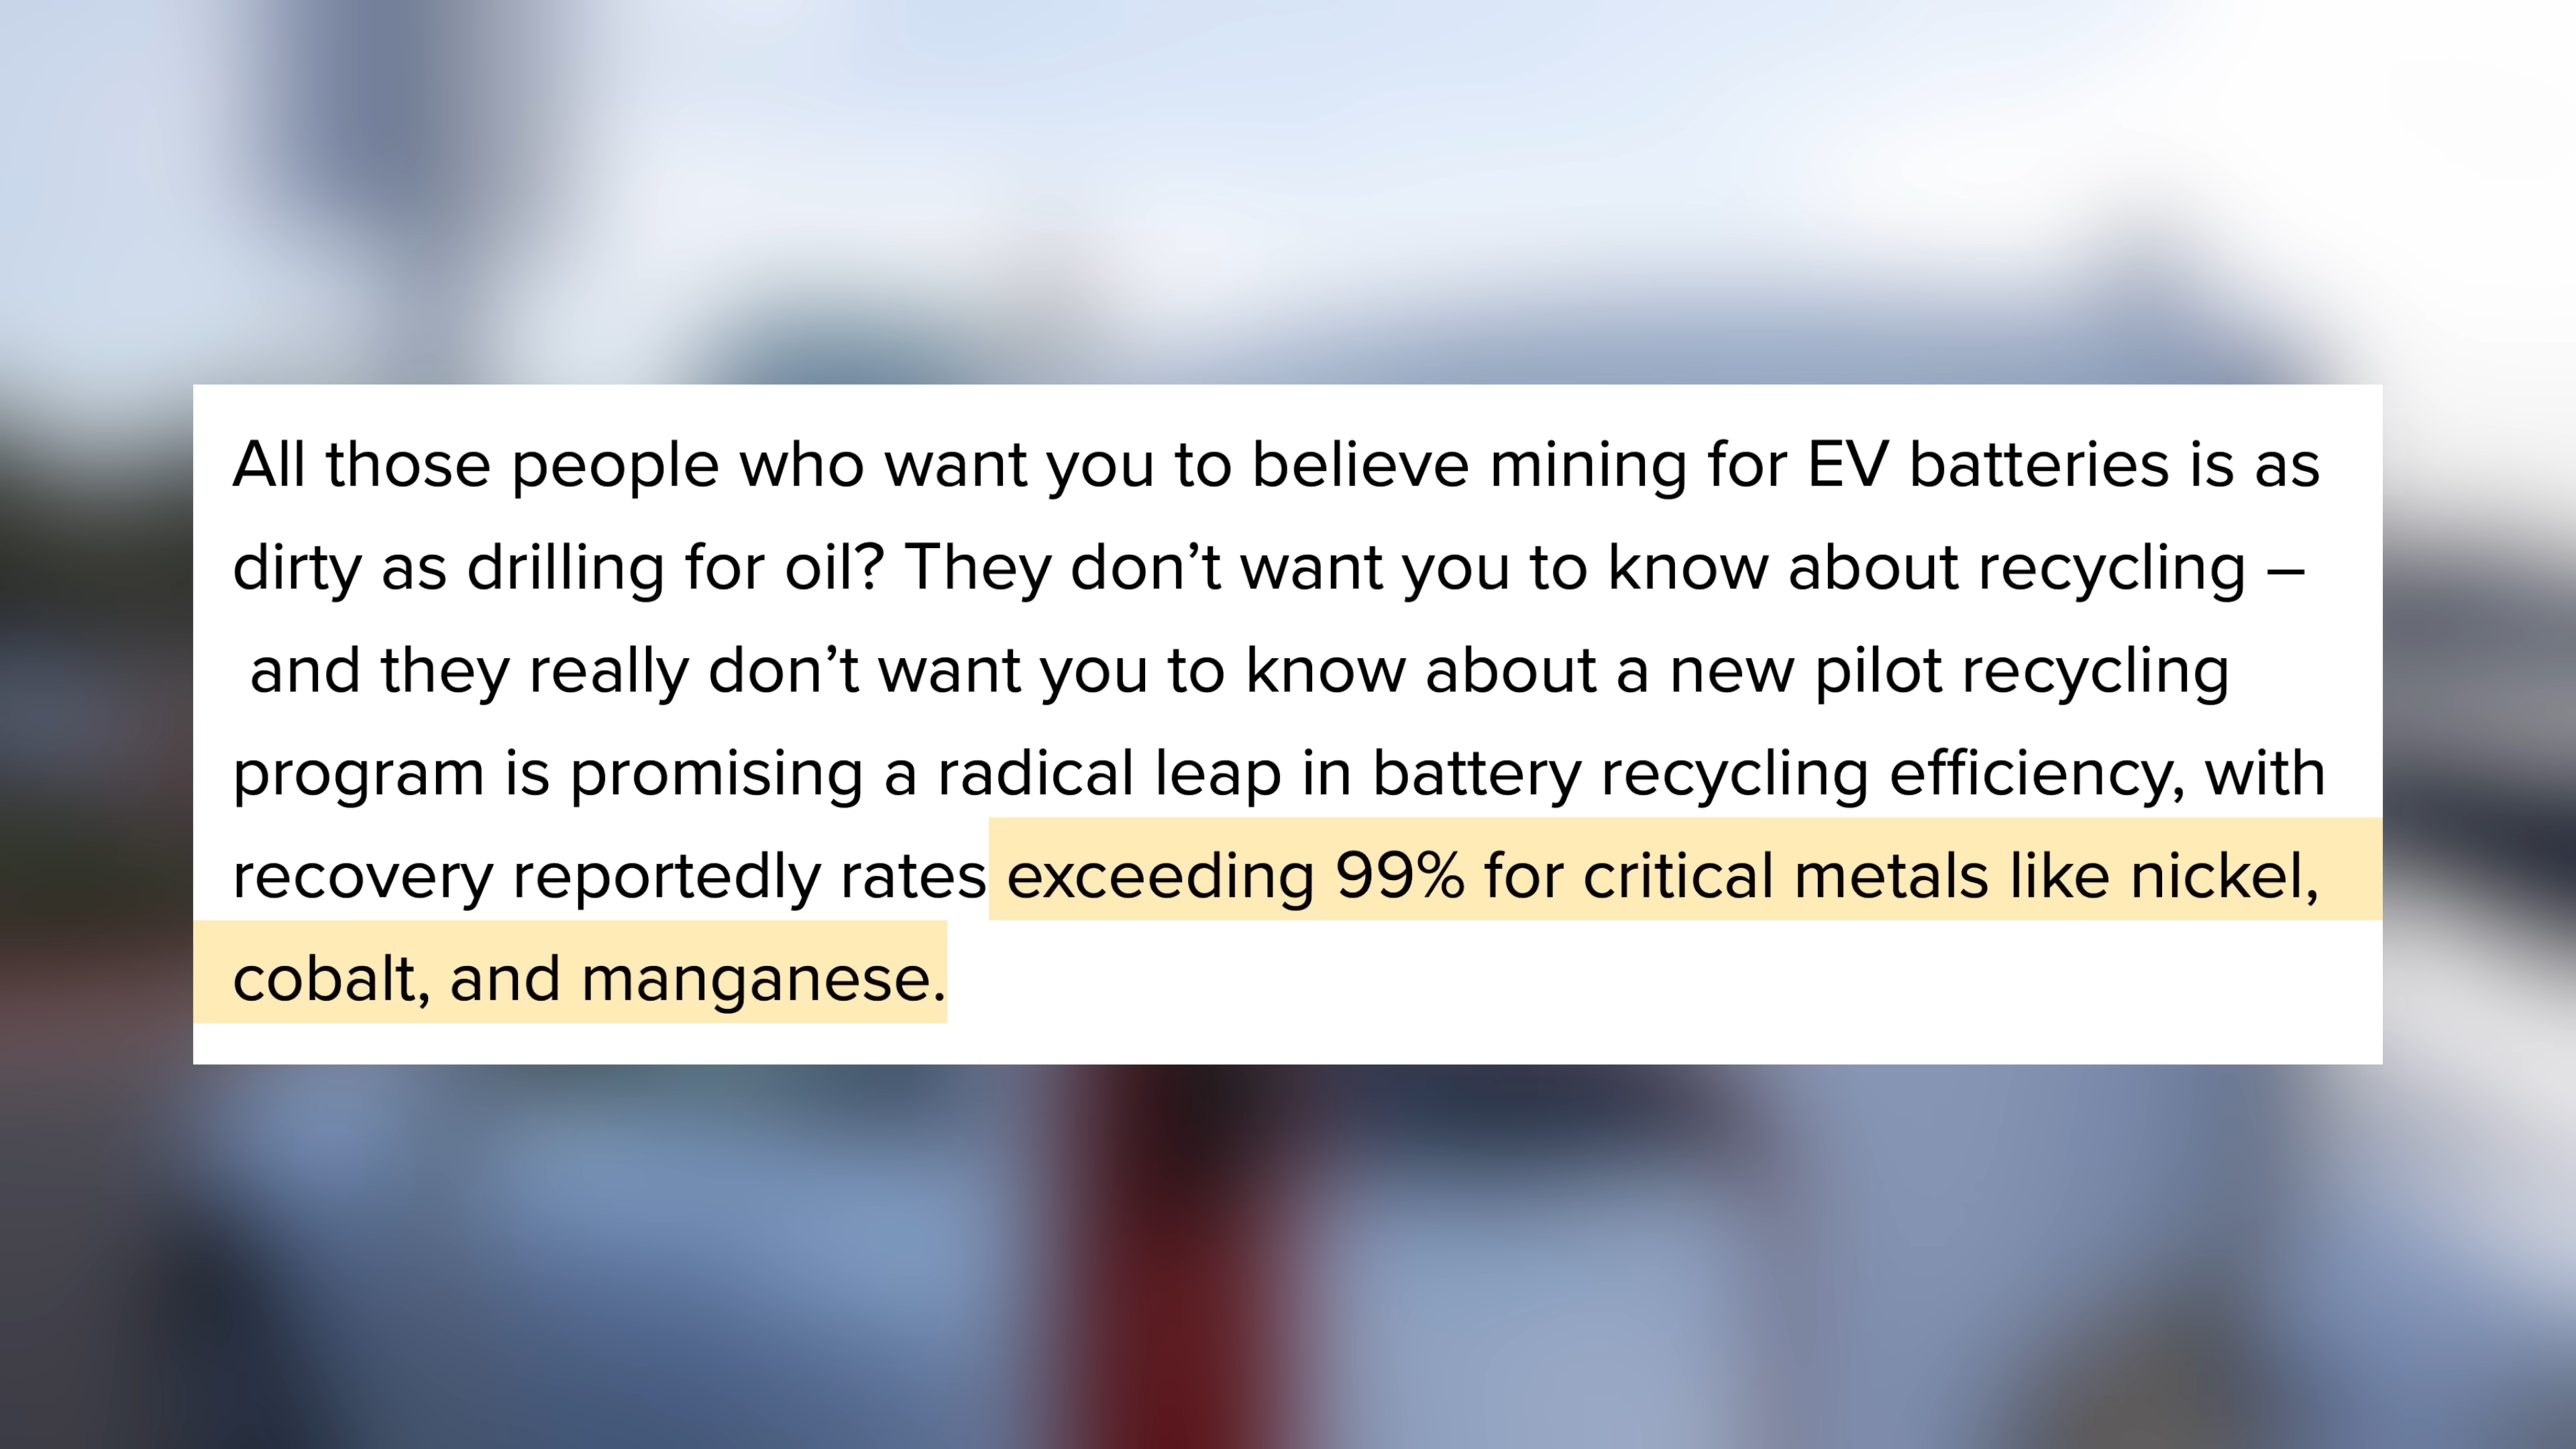 All those people who want you to believe mining for EV batteries is as
dirty as drilling for oil? They don’t want you to know about recycling –
and they really don’t want you to know about a new pilot recycling
program is promising a radical leap in battery recycling efficiency, with
recovery reportedly rates exceeding 99% for critical metals like nickel,
cobalt, and manganese.